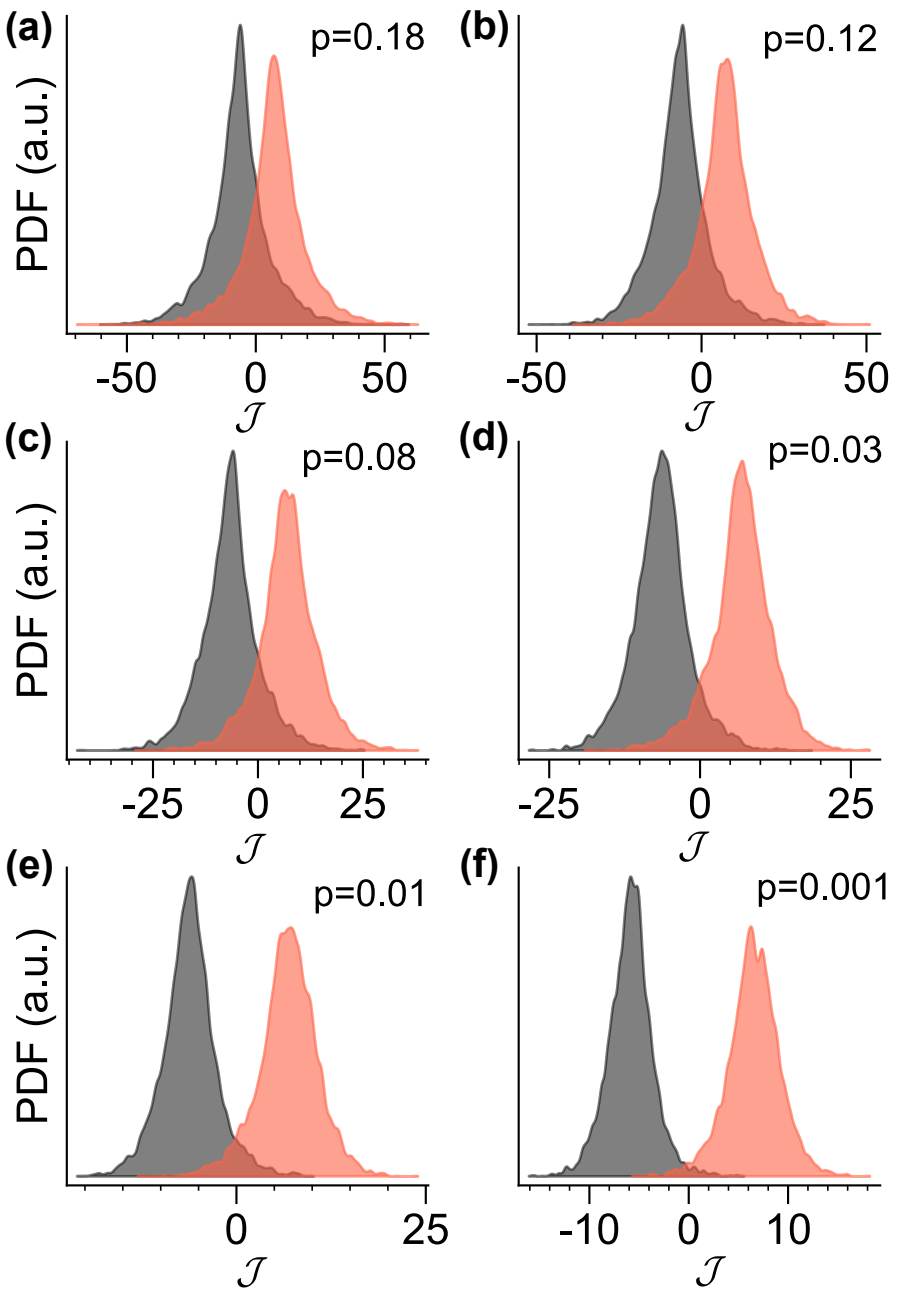 (a) p=0.18
(b) p=0.12
PDF (a.u.)
-50 0 50
𝒥
-50 0 50
𝒥
(c) p=0.08
(d) p=0.03
PDF (a.u.)
-25 0 25
𝒥
-25 0 25
𝒥
(e) p=0.01
(f) p=0.001
PDF (a.u.)
0 25
𝒥
-10 0 10
𝒥